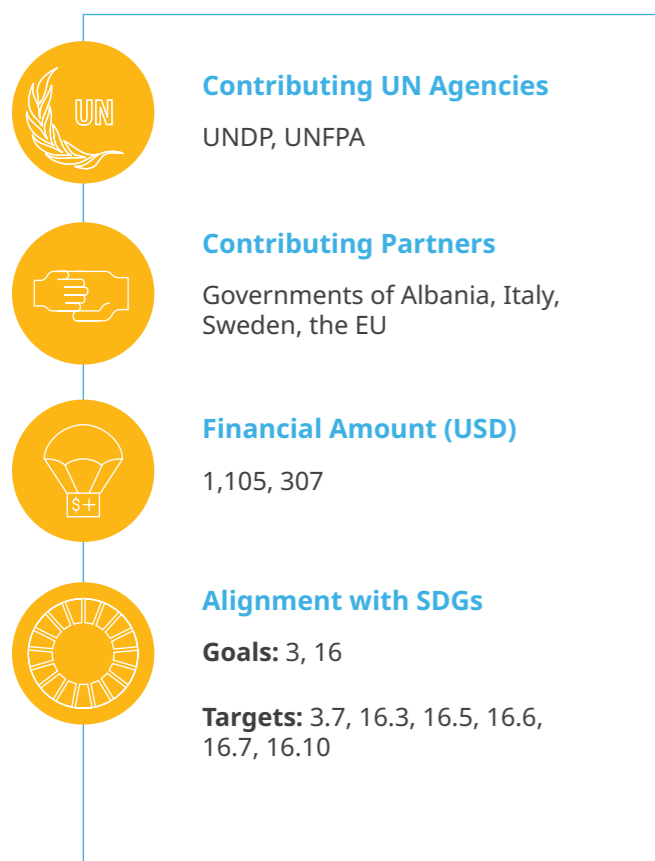 UN
Contributing UN Agencies
UNDP, UNFPA
Contributing Partners
Governments of Albania, Italy,
Sweden, the EU
Financial Amount (USD)
1,105, 307
$+
Alignment with SDGs
Goals: 3, 16
Targets: 3.7, 16.3, 16.5, 16.6,
16.7, 16.10